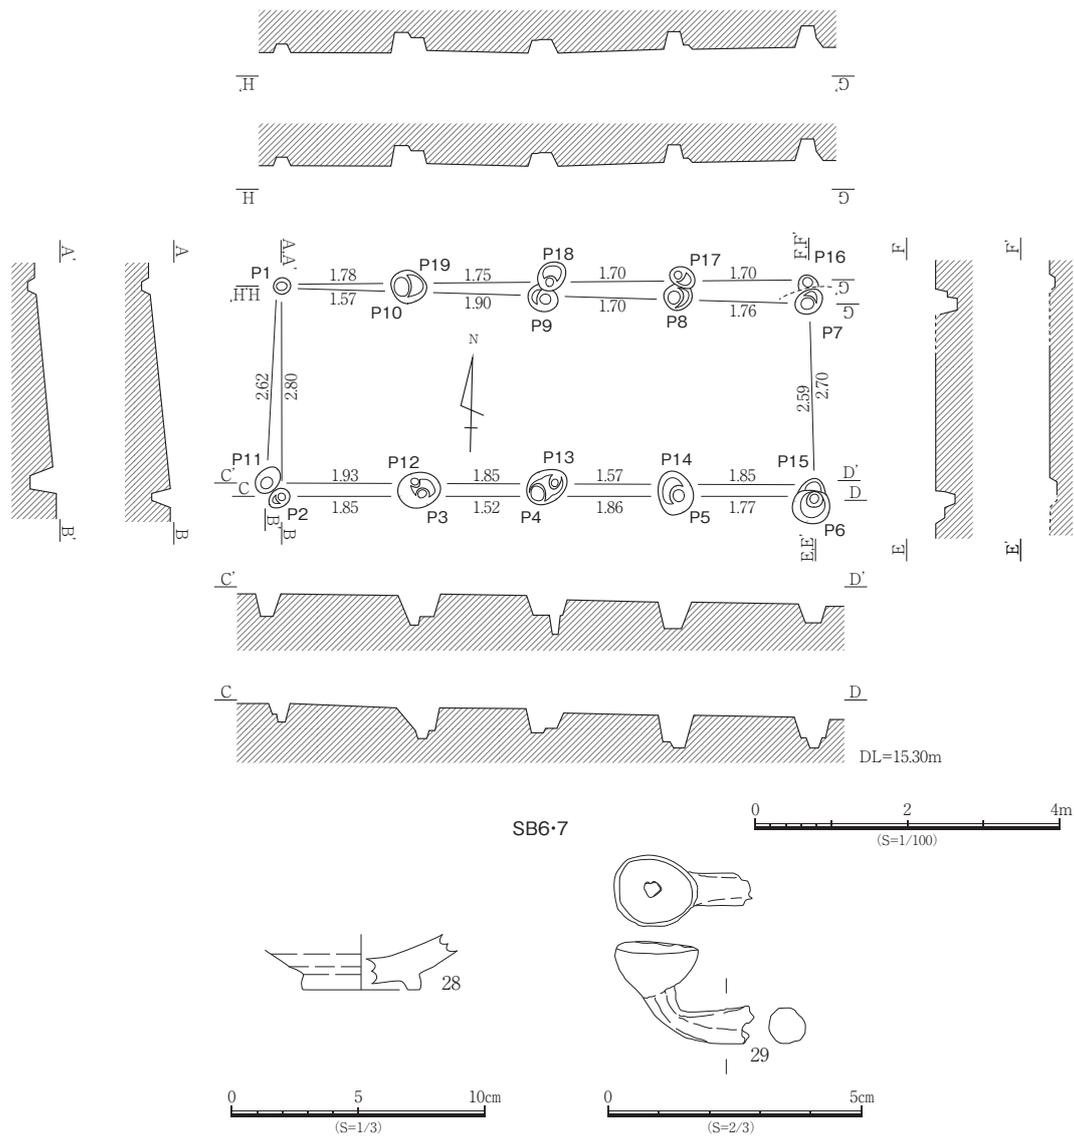 H' G'
H G
A' A A.A' F.F' F F'
P1 P19 P18 P17 P16
1.78 1.75 1.70 1.70
H.H' G'
1.57 1.90 1.70 1.76
G
P10 P9 P8 P7
N
2.62 2.80 2.59 2.70
P11 P12 P13 P14 P15
C' 1.93 1.85 1.57 1.85 D'
C D
1.85 1.52 1.86 1.77
P2 P3 P4 P5 P6
B' B B' B E.E' E E'
C' D'
C D
DL=15.30m
SB6・7
0 2 4m
(S=1/100)
28
29
0 5 10cm
(S=1/3)
0 5cm
(S=2/3)